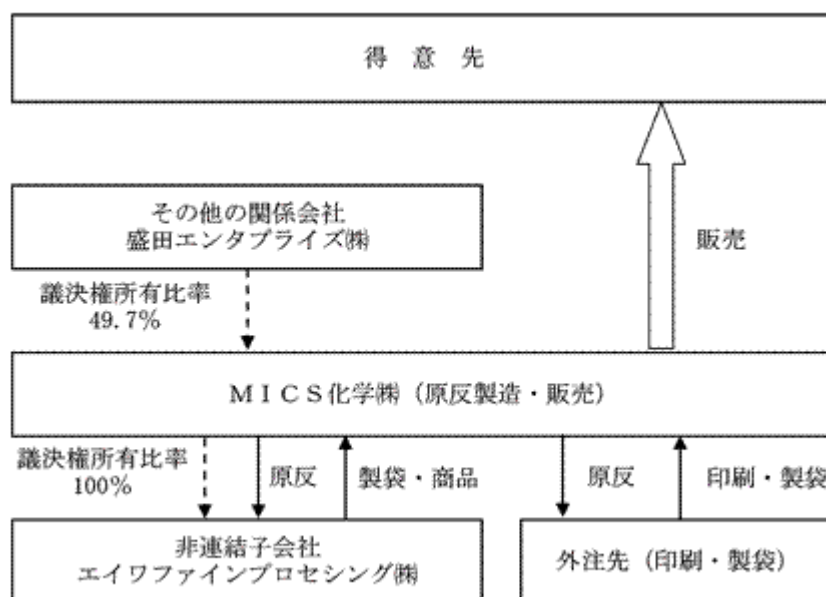 得 意 先
その他の関係会社
盛田エンタプライズ㈱
販売
議決権所有比率
49.7%
ＭＩＣＳ化学㈱（原反製造・販売）
議決権所有比率
100%
原反
製袋・商品
原反
印刷・製袋
非連結子会社
エイワファインプロセシング㈱
外注先（印刷・製袋）